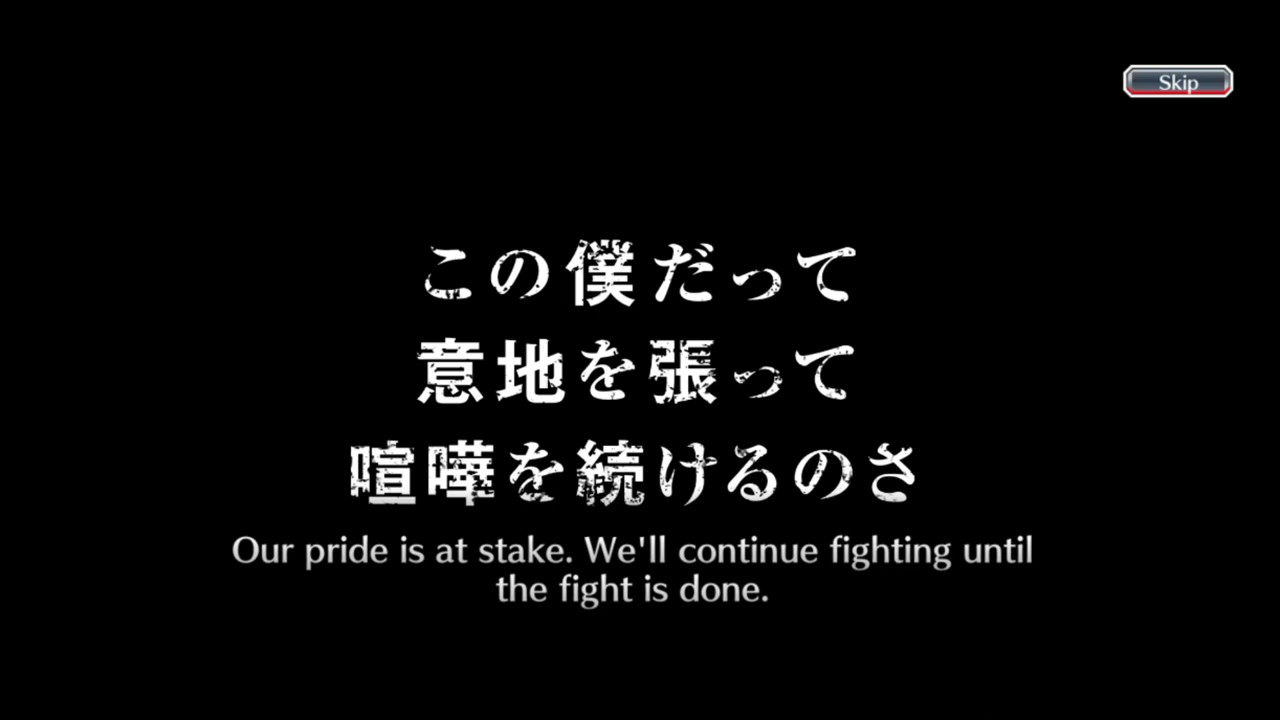 Skip
この僕だって
意地を張って
喧嘩を続けるのさ
Our pride is at stake. We'll continue fighting until
the fight is done.